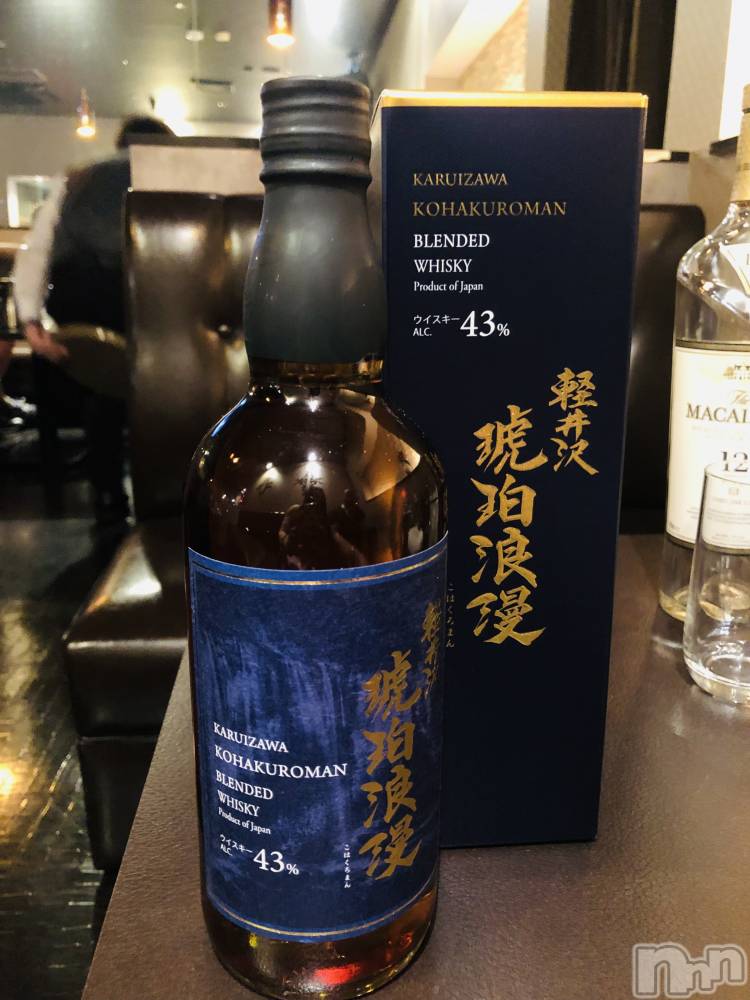 KARUIZAWA
KOHAKUROMAN
BLENDED
WHISKY
Product of Japan
ウイスキー
ALC. 43%
軽井沢
琥珀浪漫
こはくろまん
軽井沢
琥珀浪漫
KARUIZAWA
KOHAKUROMAN
BLENDED
WHISKY
Product of Japan
ウイスキー
ALC. 43%
こはくろまん
The
MACAL
12
nnn